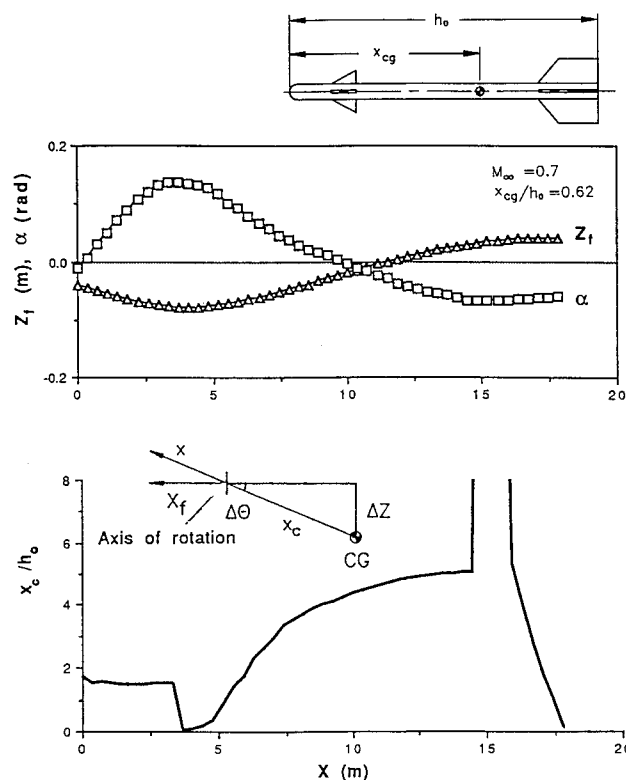 h₀
x_cg
0.2
M∞ = 0.7
x_cg/h₀ = 0.62
Z_f
0.0
α
-0.2
0 5 10 15 20
Z_f (m), α (rad)
8
x
X_f
ΔΘ
x_c
ΔZ
Axis of rotation
CG
6
4
2
0
x_c/h₀
0 5 10 15 20
X (m)